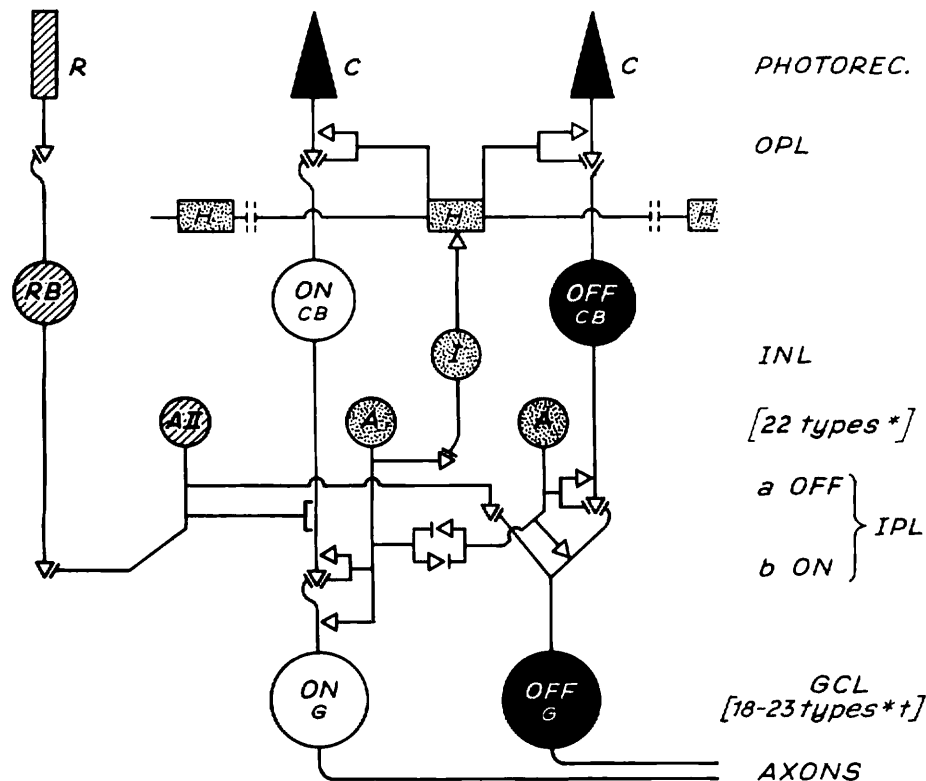 R
C
C
PHOTOREC.
OPL
H
H
H
RB
ON
CB
OFF
CB
I
INL
AII
A
A
[22 types*]
a OFF
b ON
IPL
ON
G
OFF
G
GCL
[18-23 types*†]
AXONS